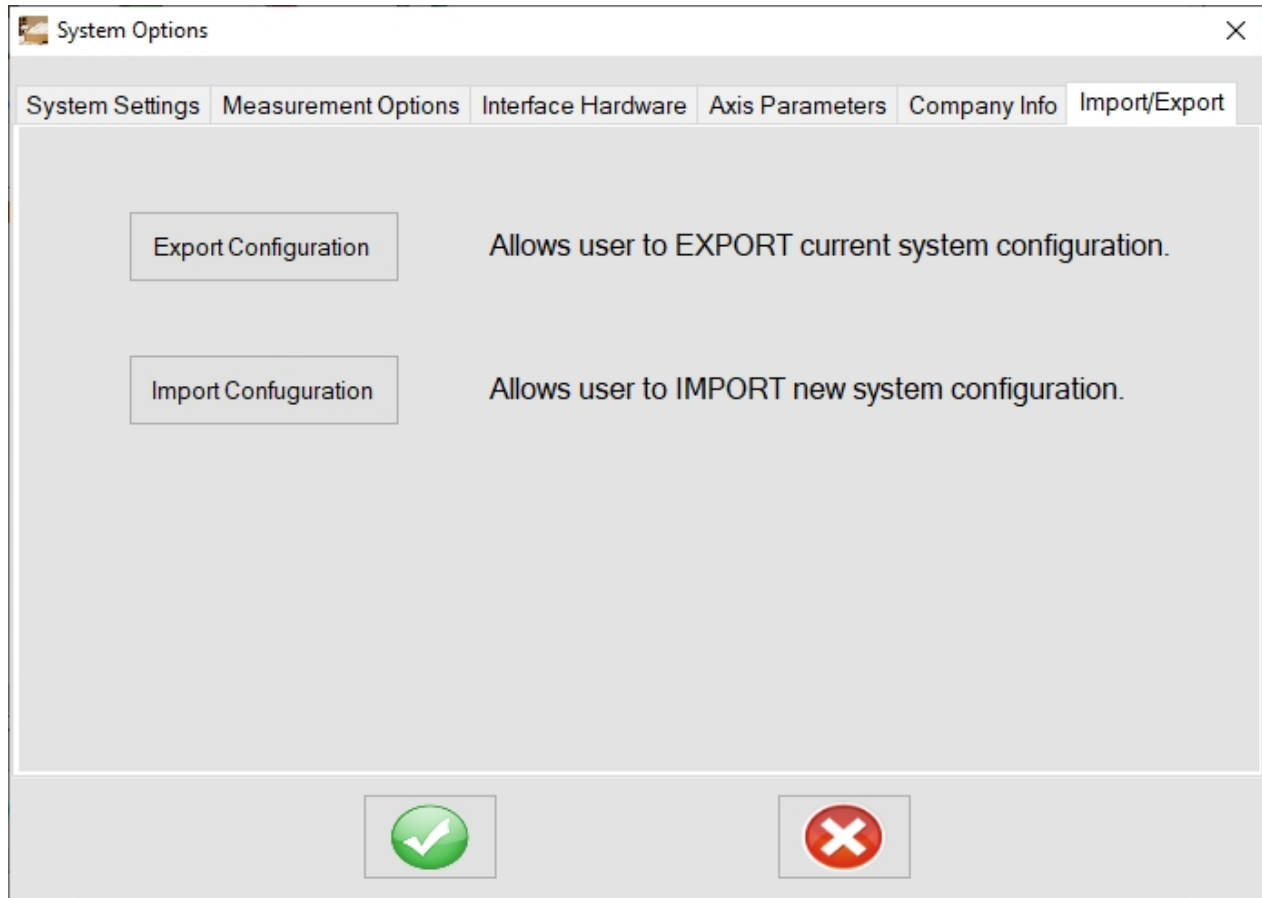 System Options
System Settings Measurement Options Interface Hardware Axis Parameters Company Info Import/Export
Export Configuration Allows user to EXPORT current system configuration.
Import Confuguration Allows user to IMPORT new system configuration.